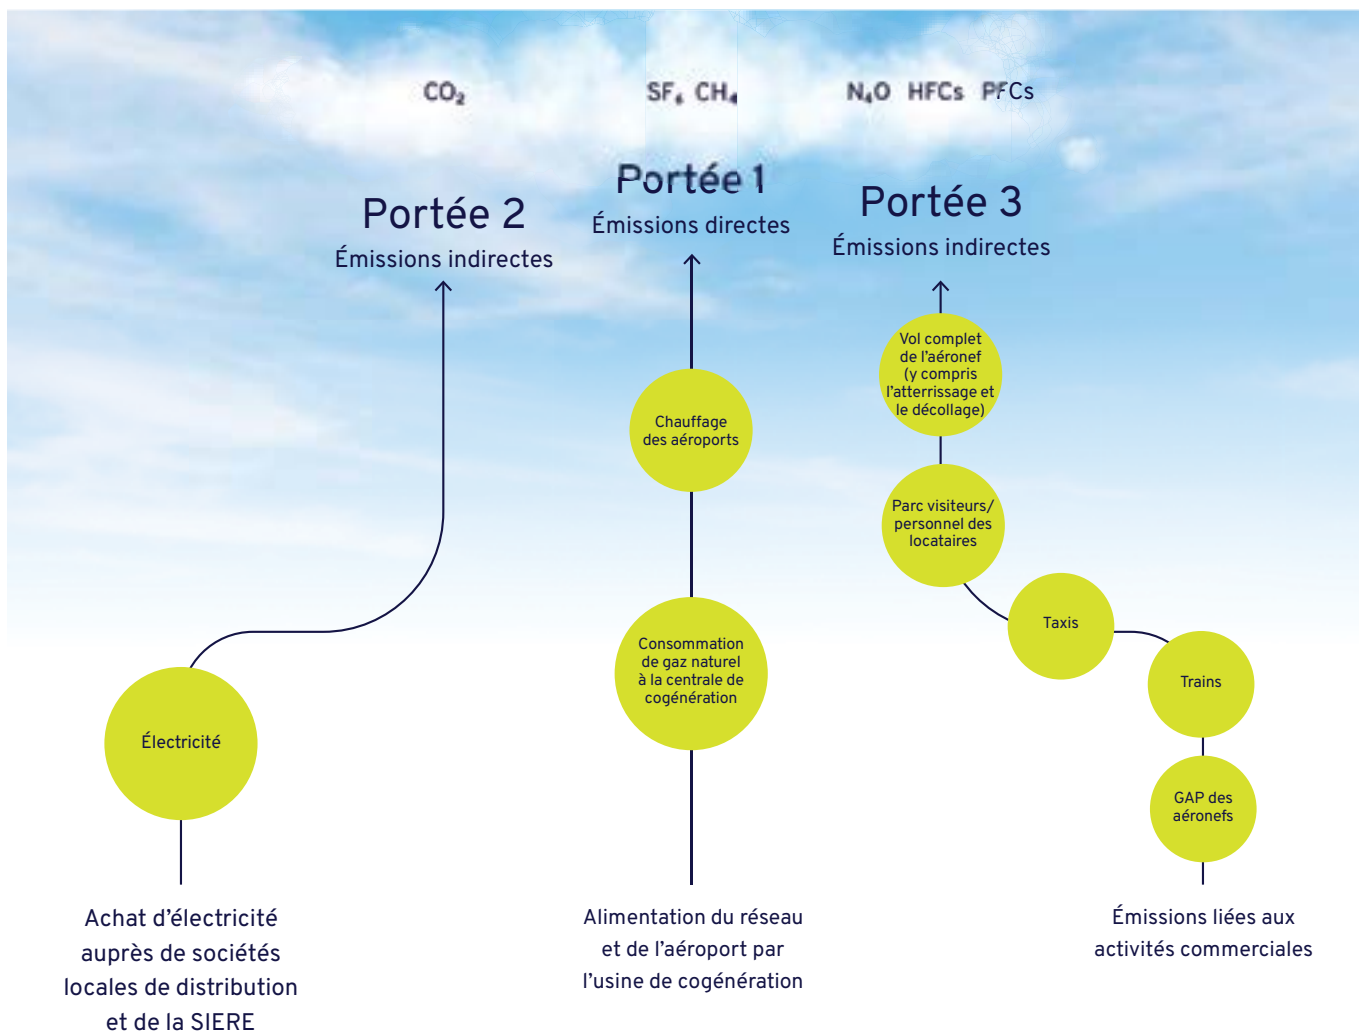 CO₂
SF₆ CH₄
N₄O HFCs PFCs
Portée 2
Émissions indirectes
Électricité
Achat d’électricité
auprès de sociétés
locales de distribution
et de la SIERE
Portée 1
Émissions directes
Chauffage
des aéroports
Consommation
de gaz naturel
à la centrale de
cogénération
Alimentation du réseau
et de l’aéroport par
l’usine de cogénération
Portée 3
Émissions indirectes
Vol complet
de l’aéronef
(y compris
l’atterrissage et
le décollage)
Parc visiteurs/
personnel des
locataires
Taxis
Trains
GAP des
aéronefs
Émissions liées aux
activités commerciales